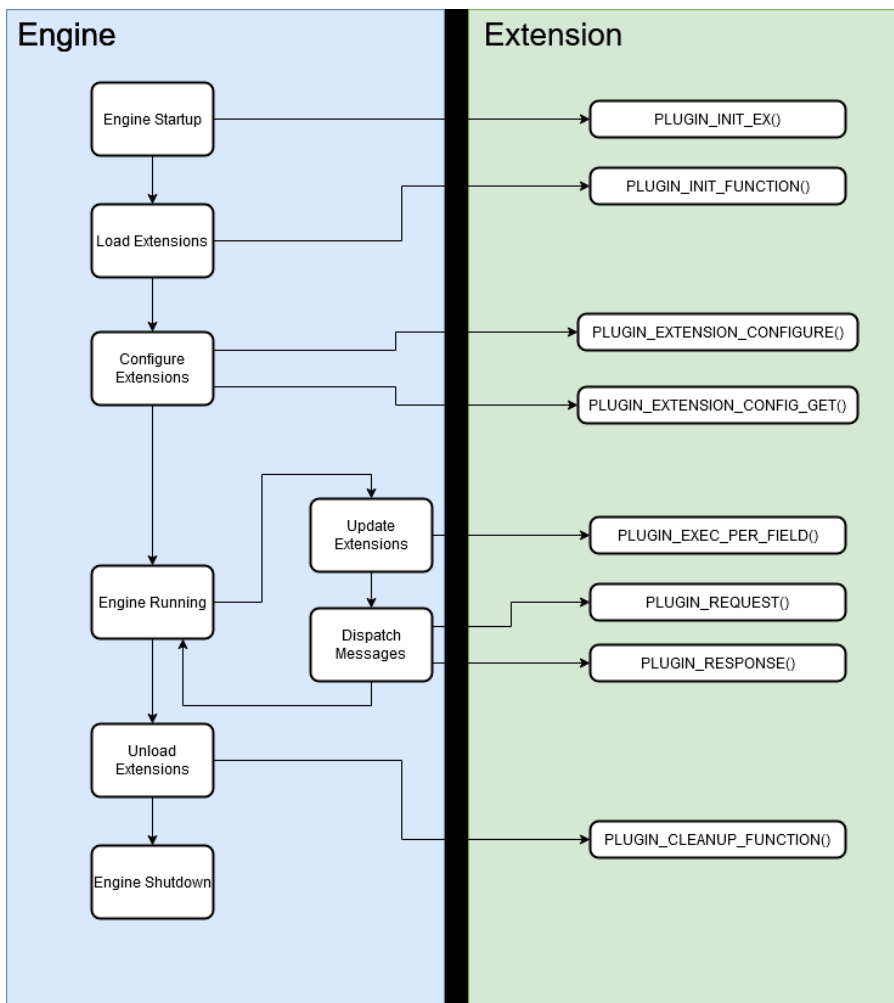 Engine
Extension
Engine Startup
PLUGIN_INIT_EX()
PLUGIN_INIT_FUNCTION()
Load Extensions
PLUGIN_EXTENSION_CONFIGURE()
Configure
Extensions
PLUGIN_EXTENSION_CONFIG_GET()
Update
Extensions
PLUGIN_EXEC_PER_FIELD()
Engine Running
PLUGIN_REQUEST()
Dispatch
Messages
PLUGIN_RESPONSE()
Unload
Extensions
PLUGIN_CLEANUP_FUNCTION()
Engine Shutdown